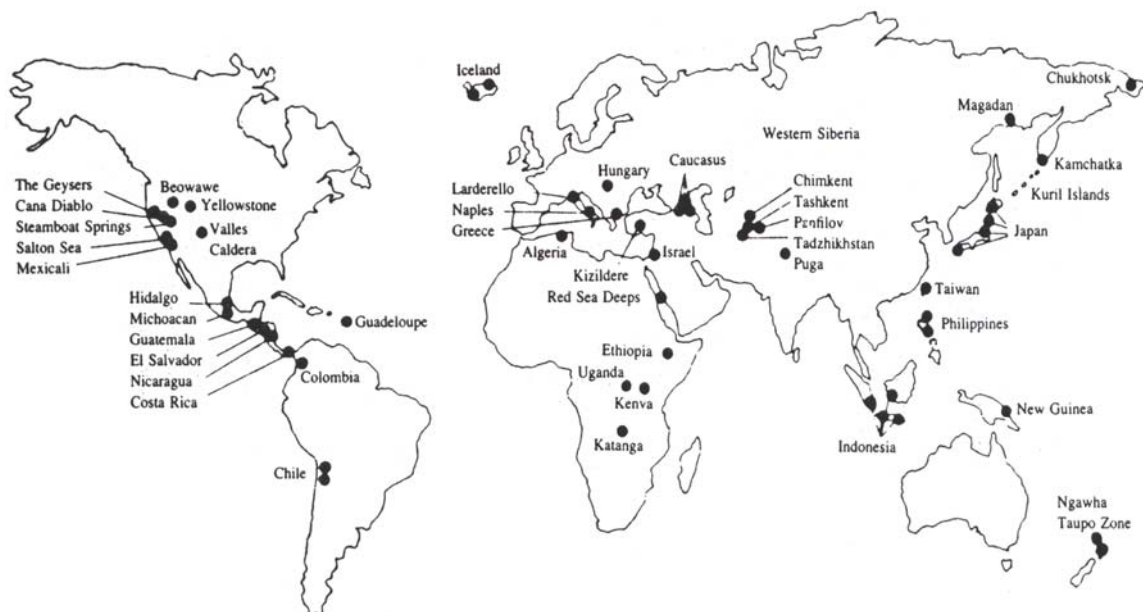 Iceland
Chukhotsk
Magadan
Western Siberia
Kamchatka
Kuril Islands
Japan
The Geysers
Cana Diablo
Steamboat Springs
Salton Sea
Mexicali
Beowawe
Yellowstone
Valles
Caldera
Hidalgo
Michoacan
Guatemala
El Salvador
Nicaragua
Costa Rica
Guadeloupe
Colombia
Chile
Larderello
Naples
Greece
Hungary
Caucasus
Algeria
Kizildere
Israel
Red Sea Deeps
Chimkent
Tashkent
Penfilov
Tadzhikhstan
Puga
Taiwan
Philippines
Ethiopia
Uganda
Kenva
Katanga
Indonesia
New Guinea
Ngawha
Taupo Zone